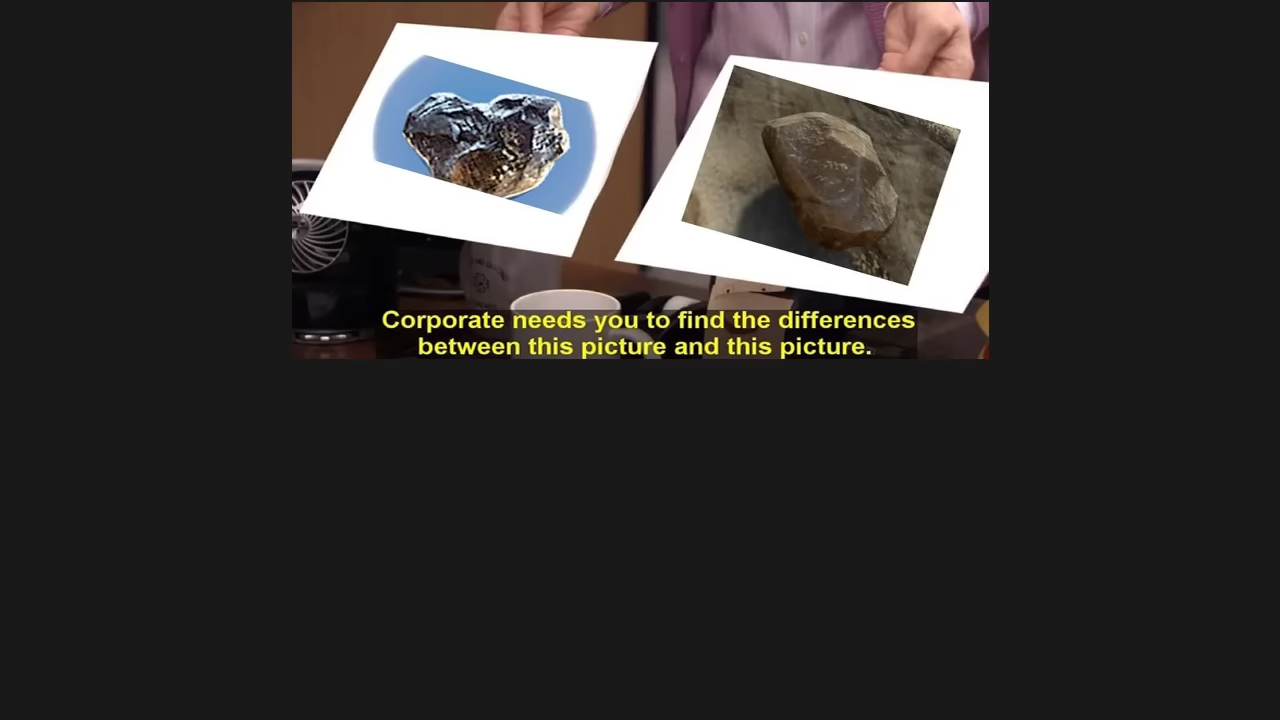 Corporate needs you to find the differences
between this picture and this picture.